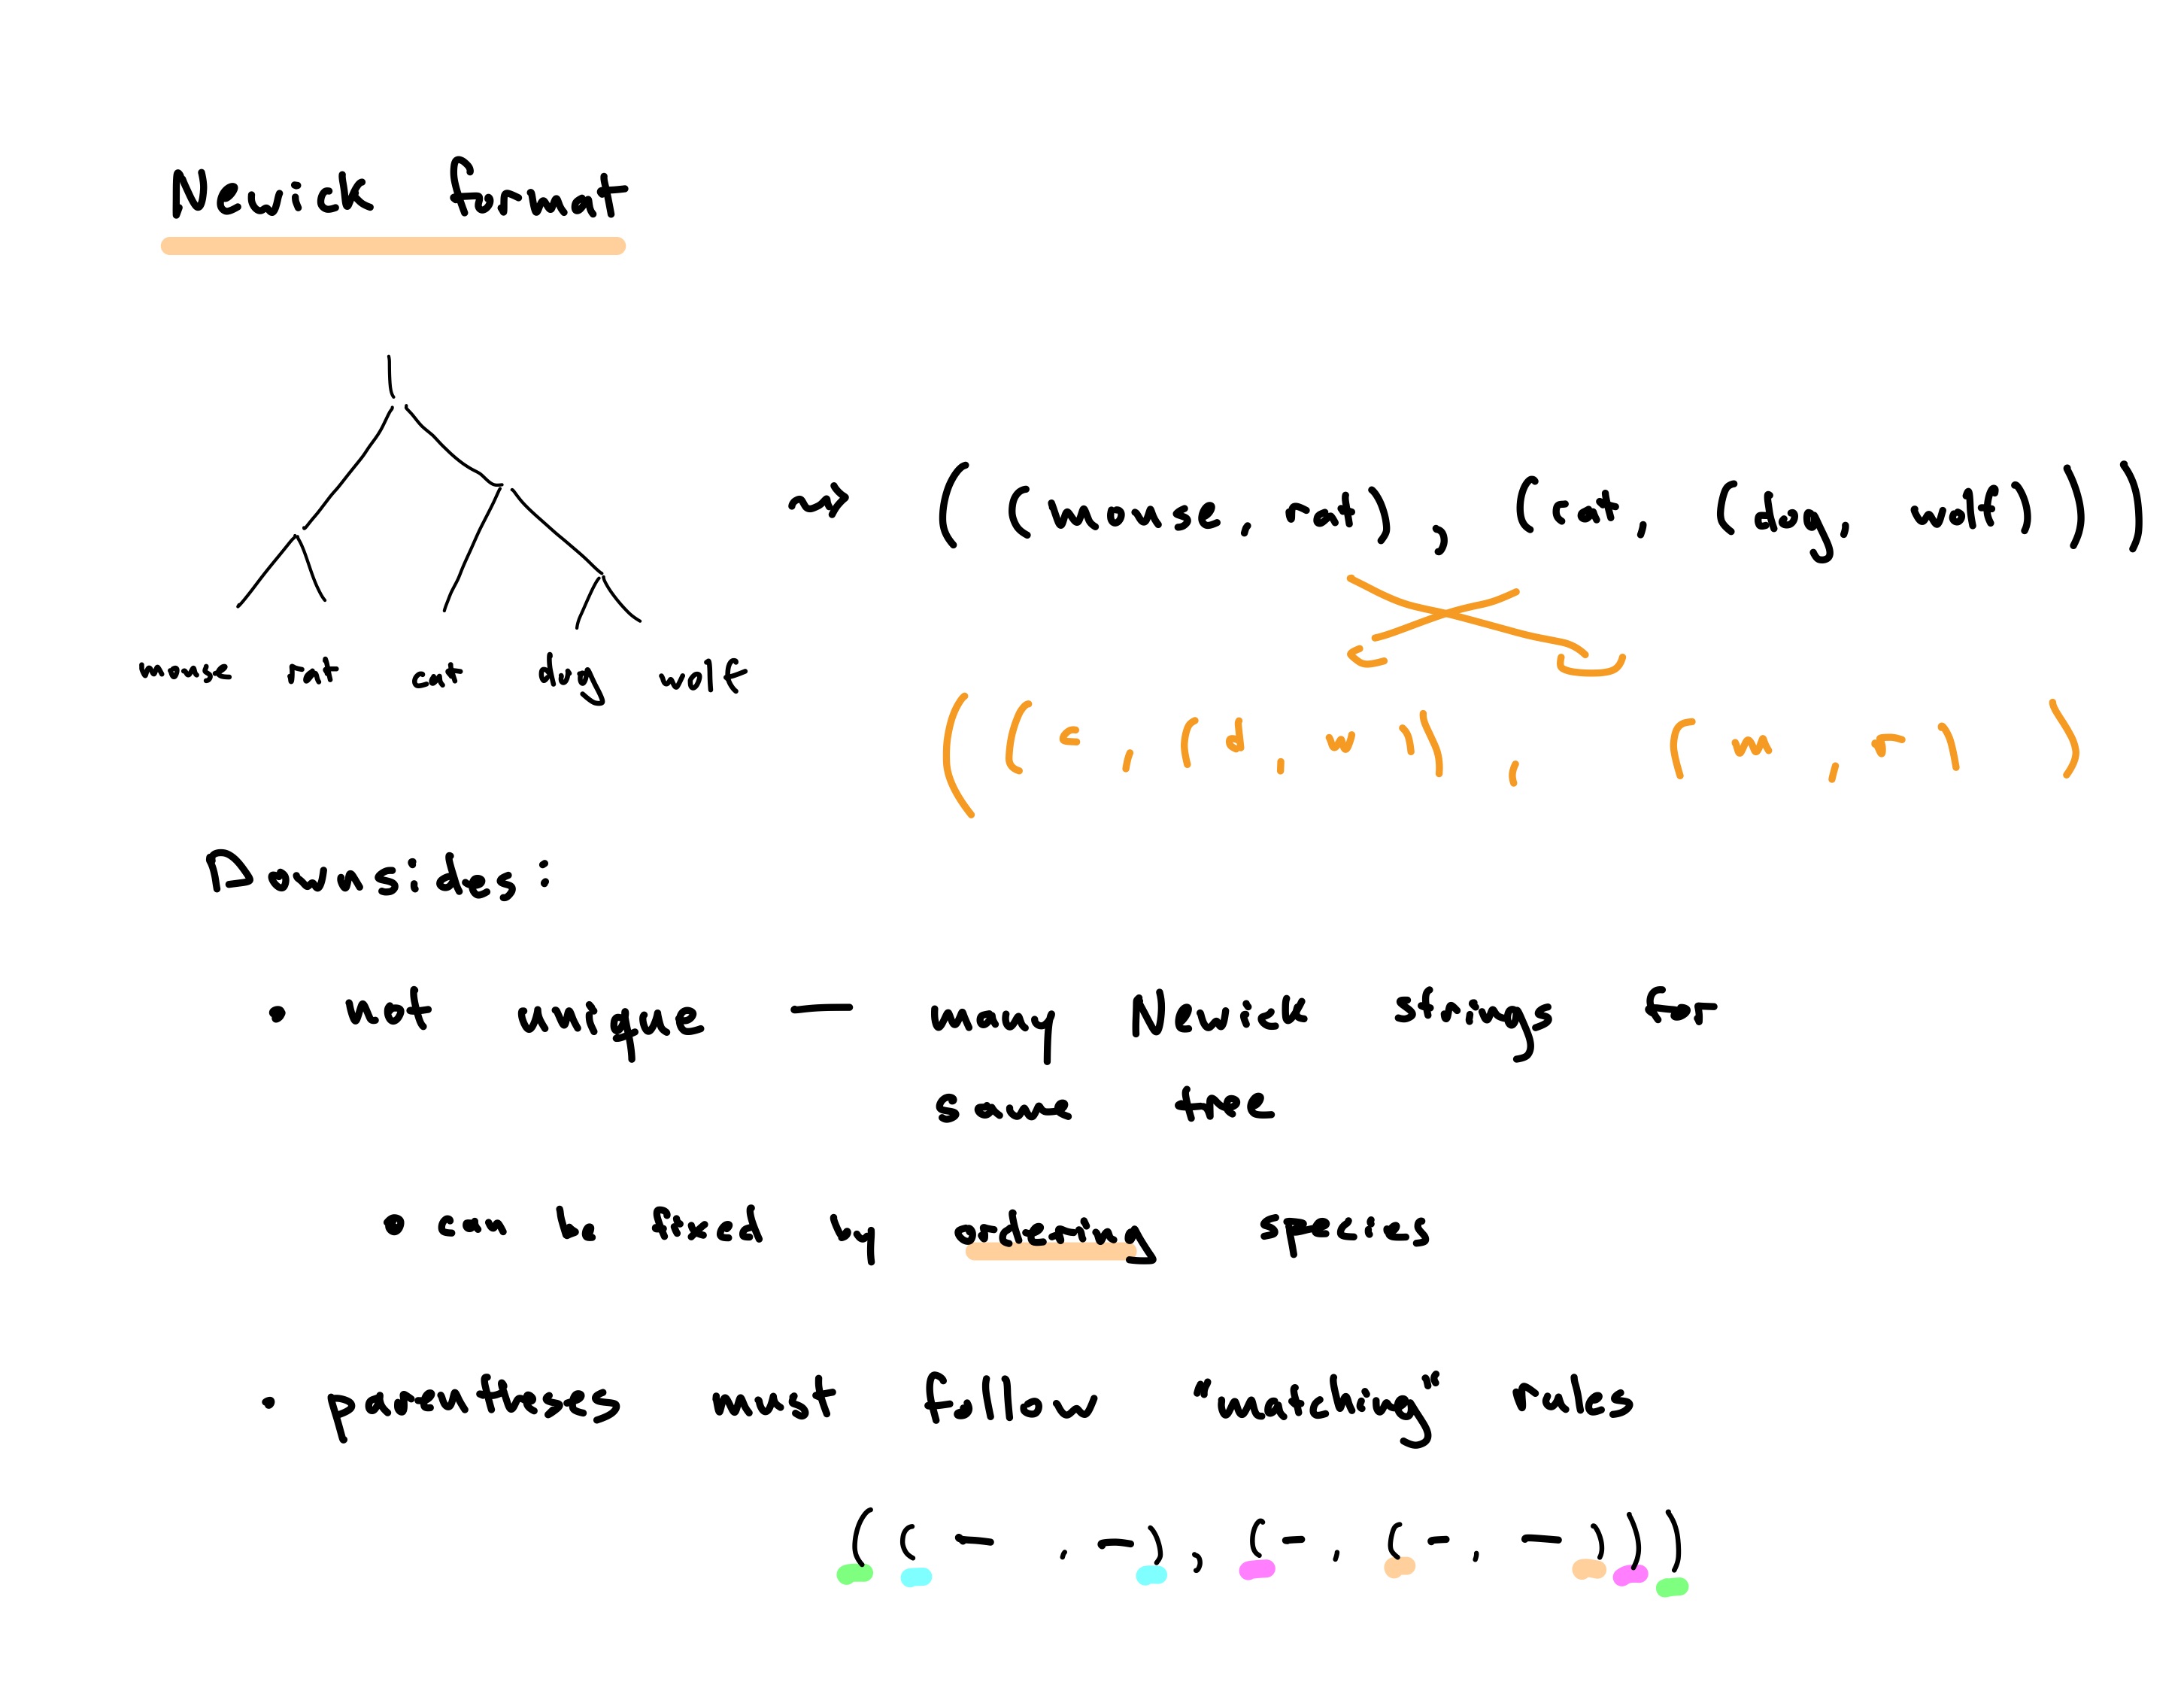 Newick format
⇝ ((mouse, rat), (cat, (dog, wolf)))
mouse rat cat dog wolf
((c, (d, w)), (m, r))
Downsides:
• not unique — many Newick strings for
same tree
• can be fixed by ordering species
• parentheses must follow "matching" rules
((—, —), (—, (—, —)))